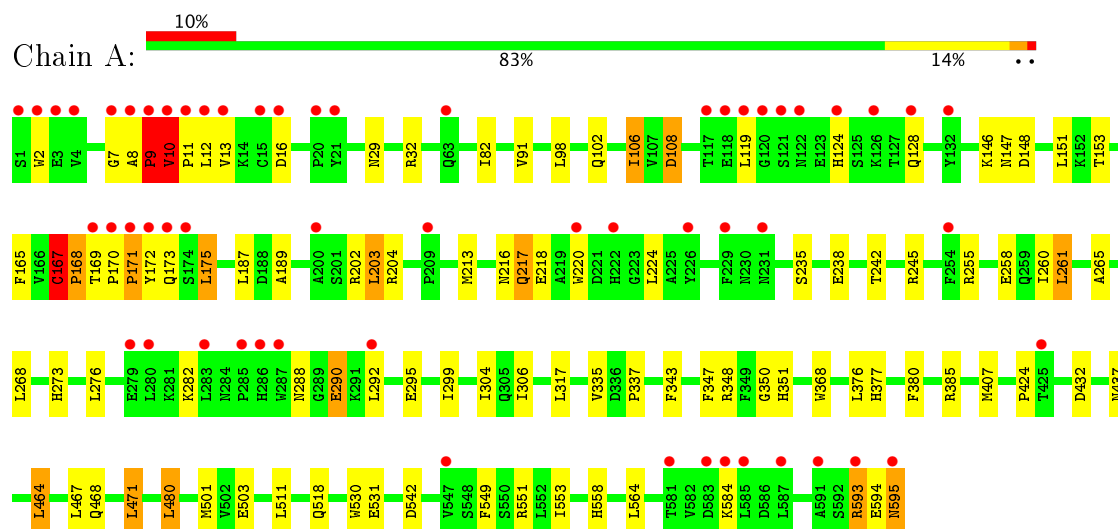 10%
Chain A:
83% 14% ••
S1 W2 E3 V4 G7 A8 P9 V10 P11 L12 V13 K14 C15 D16 P20 Y21 N29 R32 Q63 I82 V91 L98 Q102 I106 V107 D108 T117 E118 L119 G120 S121 N122 E123 H124 S125 K126 T127 Q128 Y132 K146 N147 D148 L151 K152 T153
F165 V166 C167 P168 T169 P170 P171 Y172 Q173 S174 L175 L187 D188 A189 A200 S201 R202 L203 R204 P209 M213 N216 Q217 E218 A219 W220 D221 H222 G223 L224 A225 Y226 F229 N230 N231 S235 E238 T242 R245 F254 R255 E258 Q259 I260 L261 A265
L268 H273 L276 E279 L280 K281 K282 L283 N284 P285 H286 W287 N288 G289 E290 K291 L292 E295 I299 I304 Q305 I306 L317 V335 D336 P337 F343 F347 R348 F349 G350 H351 W368 L376 H377 F380 R385 M407 P424 T425 D432 N437
L464 L467 Q468 L471 L480 M501 V502 E503 L511 Q518 W530 E531 D542 V547 S548 F549 S550 R551 L552 I553 H558 L564 T581 V582 D583 K584 L585 D586 L587 A591 S592 R593 E594 N595